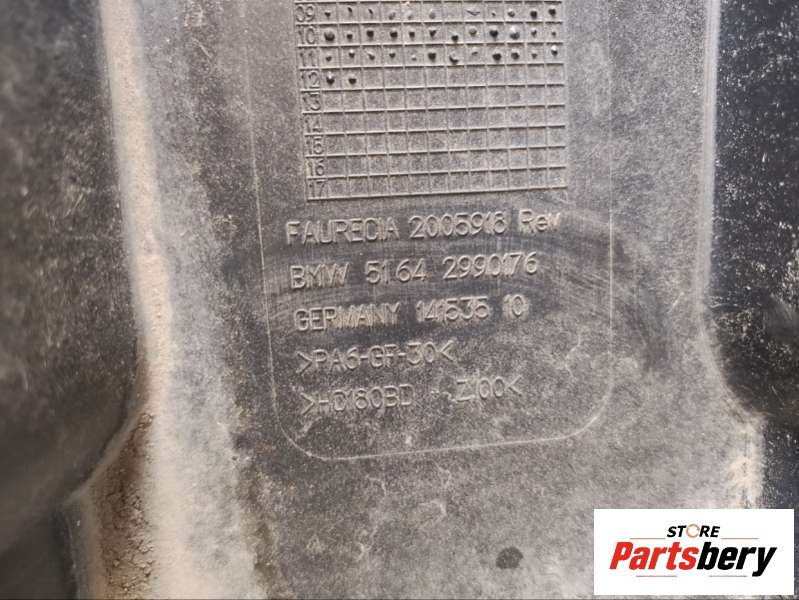 09
10
11
12
13
14
15
16
17
FAURECIA 2005918 Rev
BMW 5164 2990176
GERMANY 141535 10
>PA6-GF-30<
>HD180BD - Z100<
STORE
Partsbery